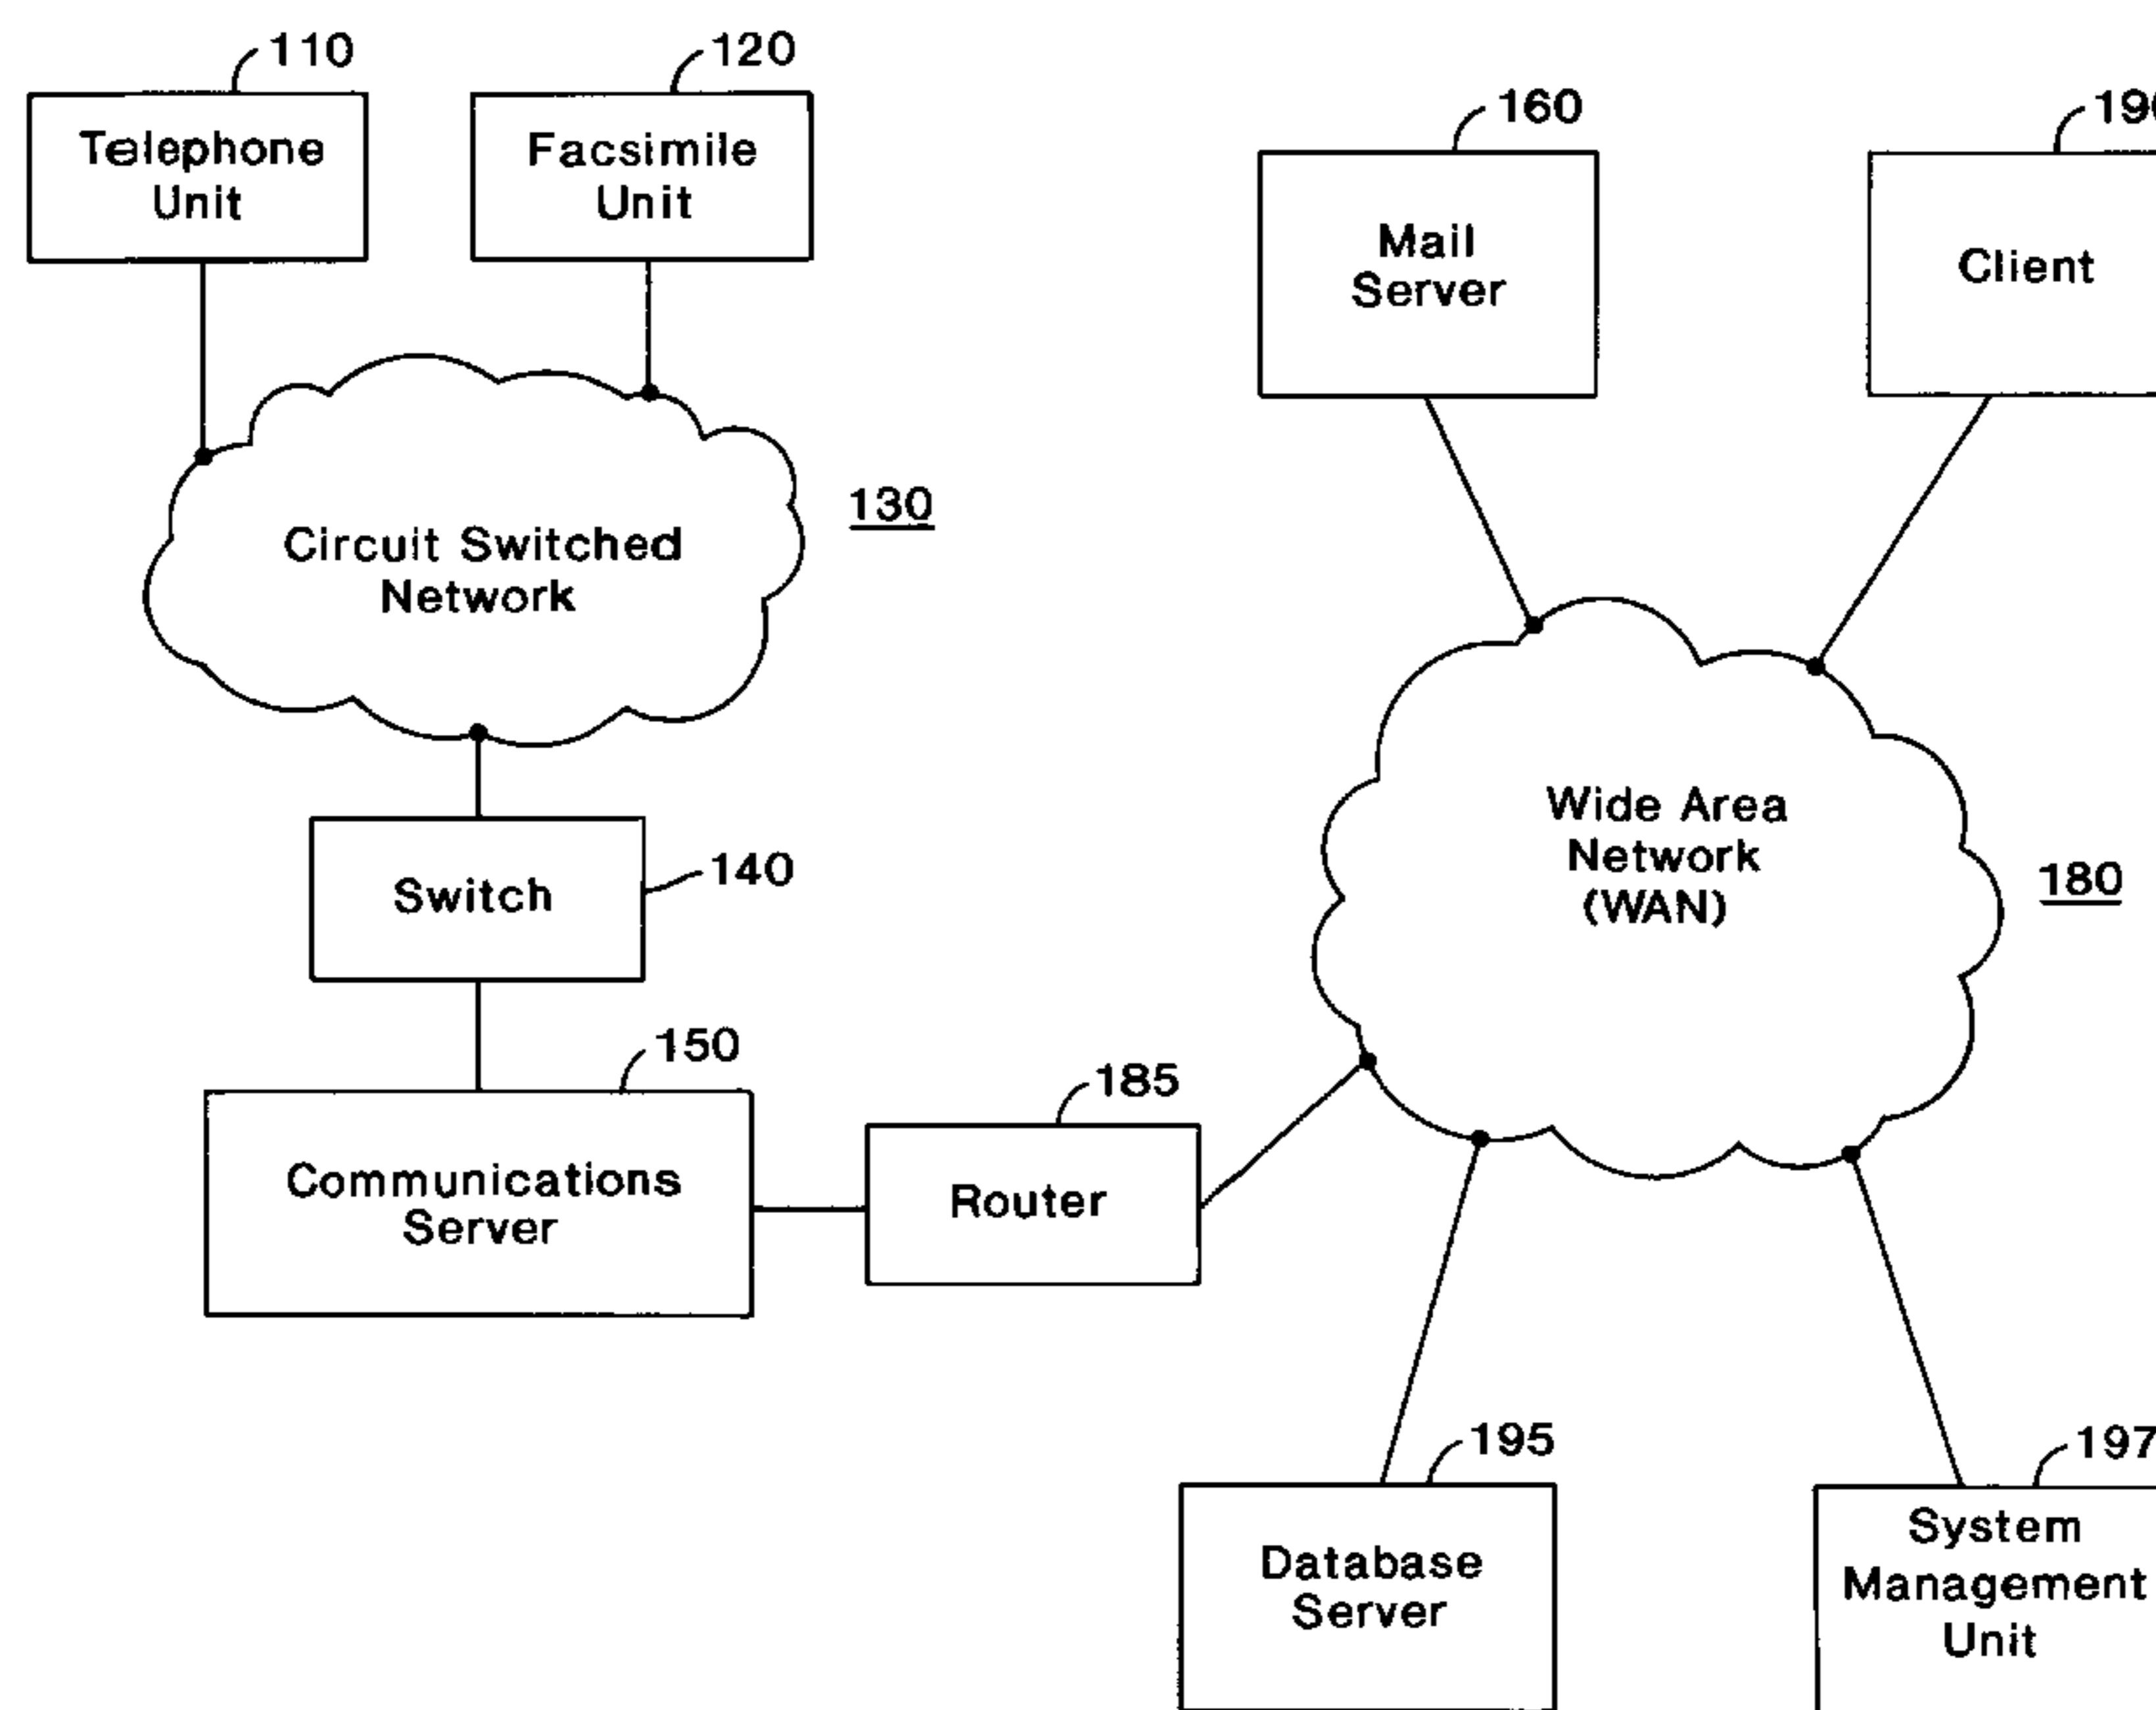 110
Telephone
Unit
120
Facsimile
Unit
160
Mail
Server
Client
130
Circuit Switched
Network
Wide Area
Network
(WAN)
180
140
Switch
150
Communications
Server
185
Router
195
Database
Server
197
System
Management
Unit